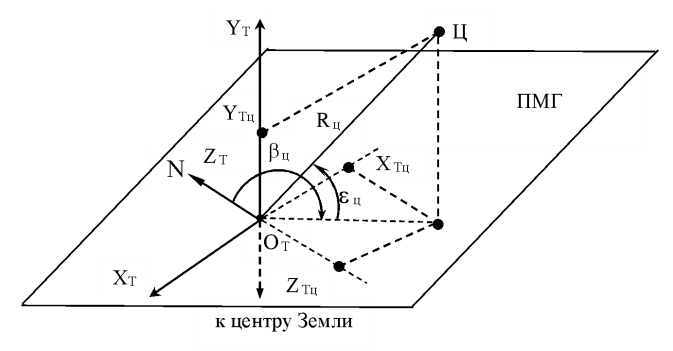 Yт
Ц
Yтц
Rц
ПМГ
Zт
βц
Xтц
N
εц
Oт
Xт
Zтц
к центру Земли